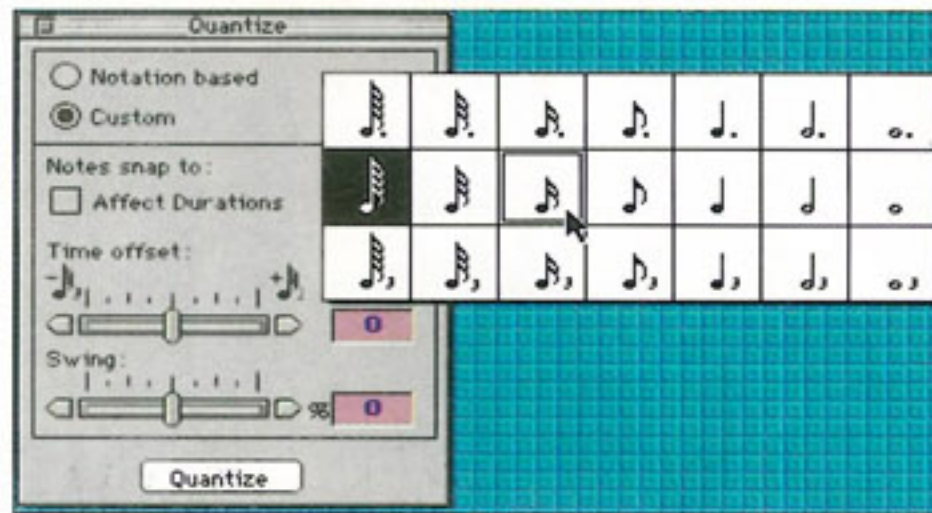 Quantize
Notation based
Custom
Notes snap to:
Affect Durations
Time offset:
- +
0
Swing:
% 0
Quantize